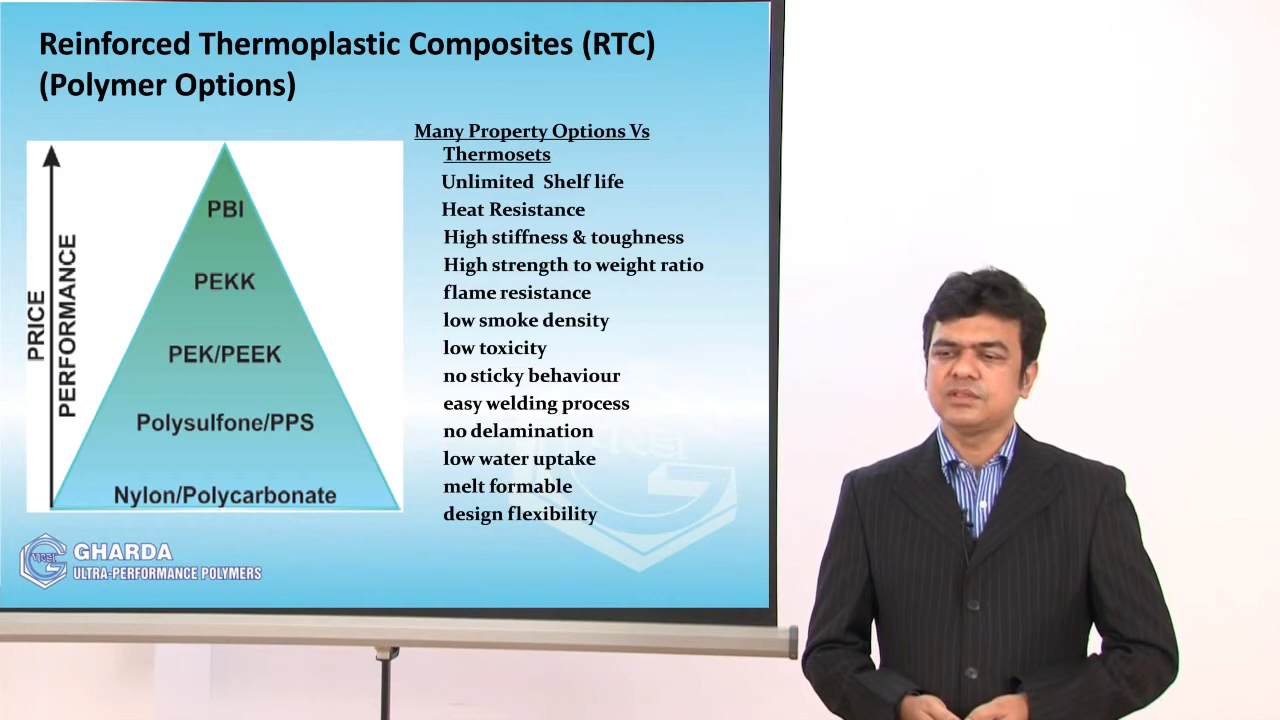 Reinforced Thermoplastic Composites (RTC)
(Polymer Options)
Many Property Options Vs
Thermosets
Unlimited Shelf life
Heat Resistance
High stiffness & toughness
High strength to weight ratio
flame resistance
low smoke density
low toxicity
no sticky behaviour
easy welding process
no delamination
low water uptake
melt formable
design flexibility
PRICE
PERFORMANCE
PBI
PEKK
PEK/PEEK
Polysulfone/PPS
Nylon/Polycarbonate
GHARDA
ULTRA-PERFORMANCE POLYMERS